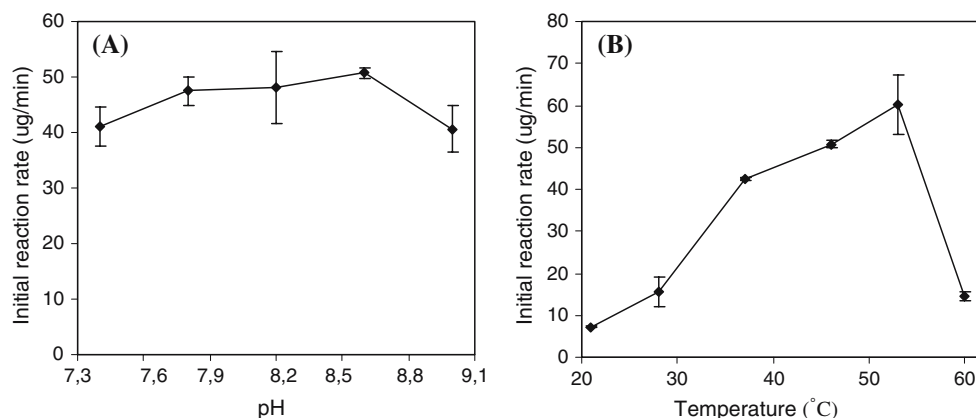 (A)
Initial reaction rate (ug/min)
60
50
40
30
20
10
0
7,3 7,6 7,9 8,2 8,5 8,8 9,1
pH
(B)
Initial reaction rate (ug/min)
80
70
60
50
40
30
20
10
0
20 30 40 50 60
Temperature (°C)